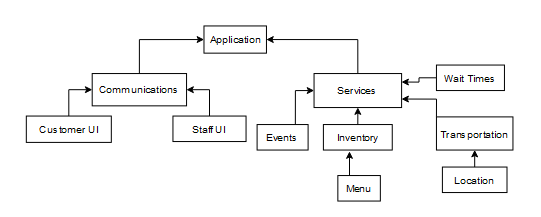 Application
Communications
Services
Wait Times
Customer UI
Staff UI
Events
Inventory
Transportation
Menu
Location